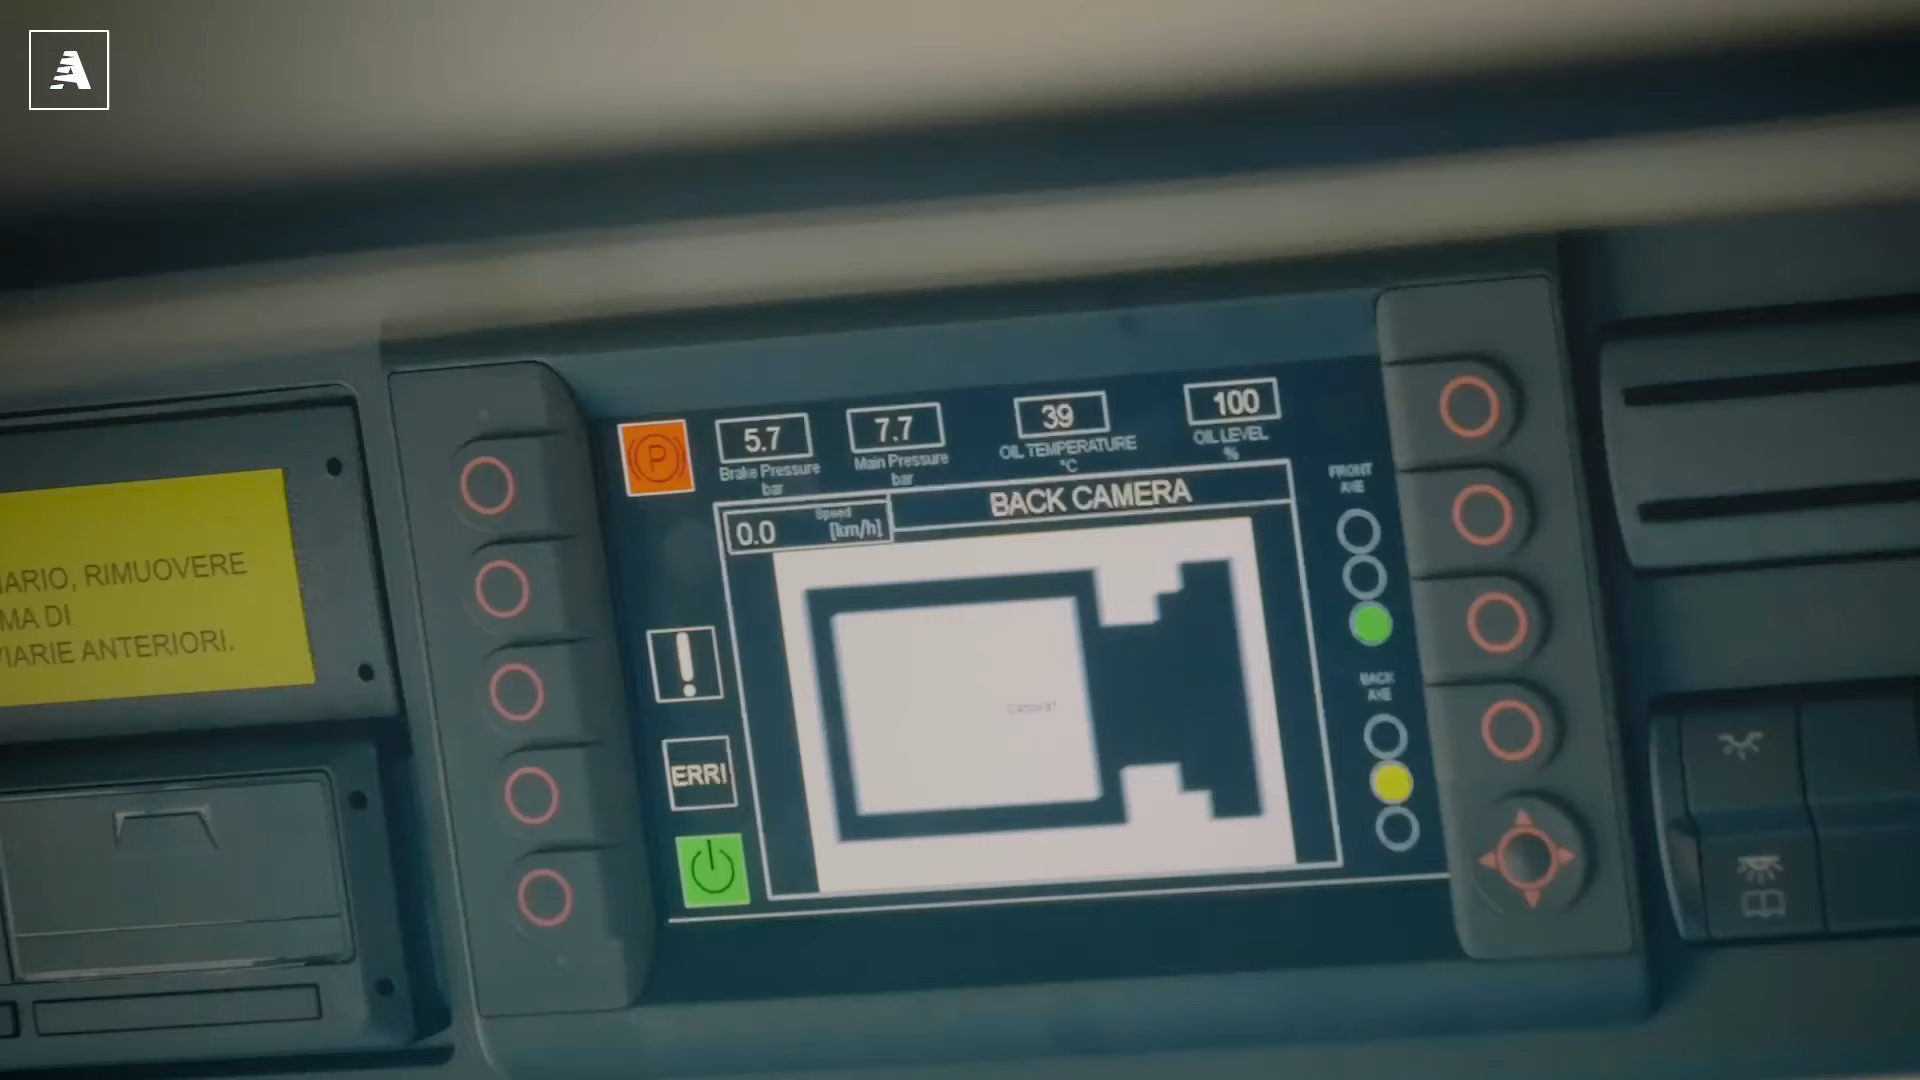 A
5.7
Brake Pressure
bar
7.7
Main Pressure
bar
39
OIL TEMPERATURE
°C
100
OIL LEVEL
%
P
0.0
Speed
[km/h]
BACK CAMERA
FRONT
AXE
BACK
AXE
!
ERR!
IARIO, RIMUOVERE
MA DI
VIARIE ANTERIORI.